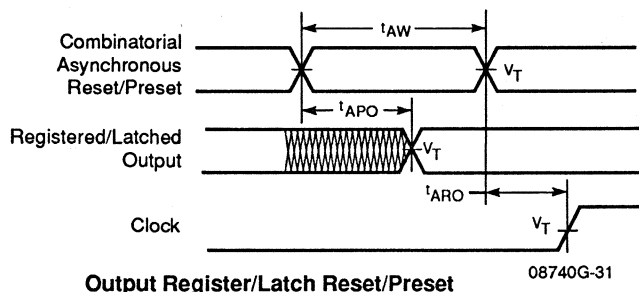 tAW
Combinatorial
Asynchronous
Reset/Preset
VT
tAPO
Registered/Latched
Output
VT
tARO
Clock
VT
Output Register/Latch Reset/Preset
08740G-31